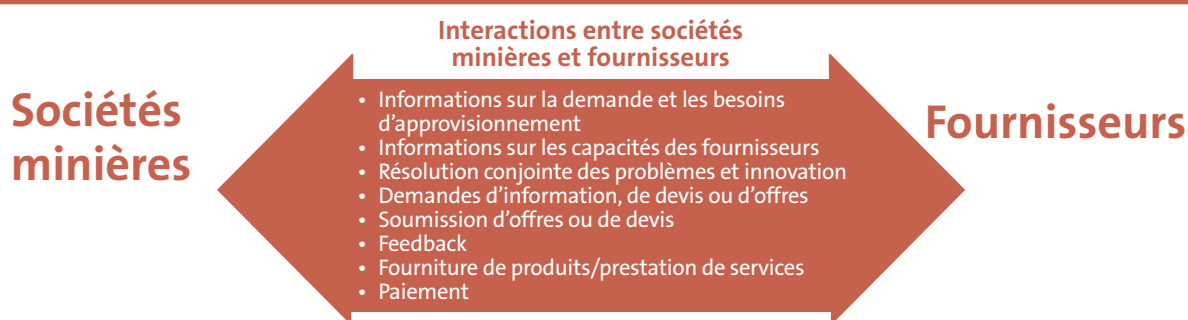 Interactions entre sociétés
minières et fournisseurs
Sociétés
minières
• Informations sur la demande et les besoins
d'approvisionnement
• Informations sur les capacités des fournisseurs
• Résolution conjointe des problèmes et innovation
• Demandes d'information, de devis ou d'offres
• Soumission d'offres ou de devis
• Feedback
• Fourniture de produits/prestation de services
• Paiement
Fournisseurs